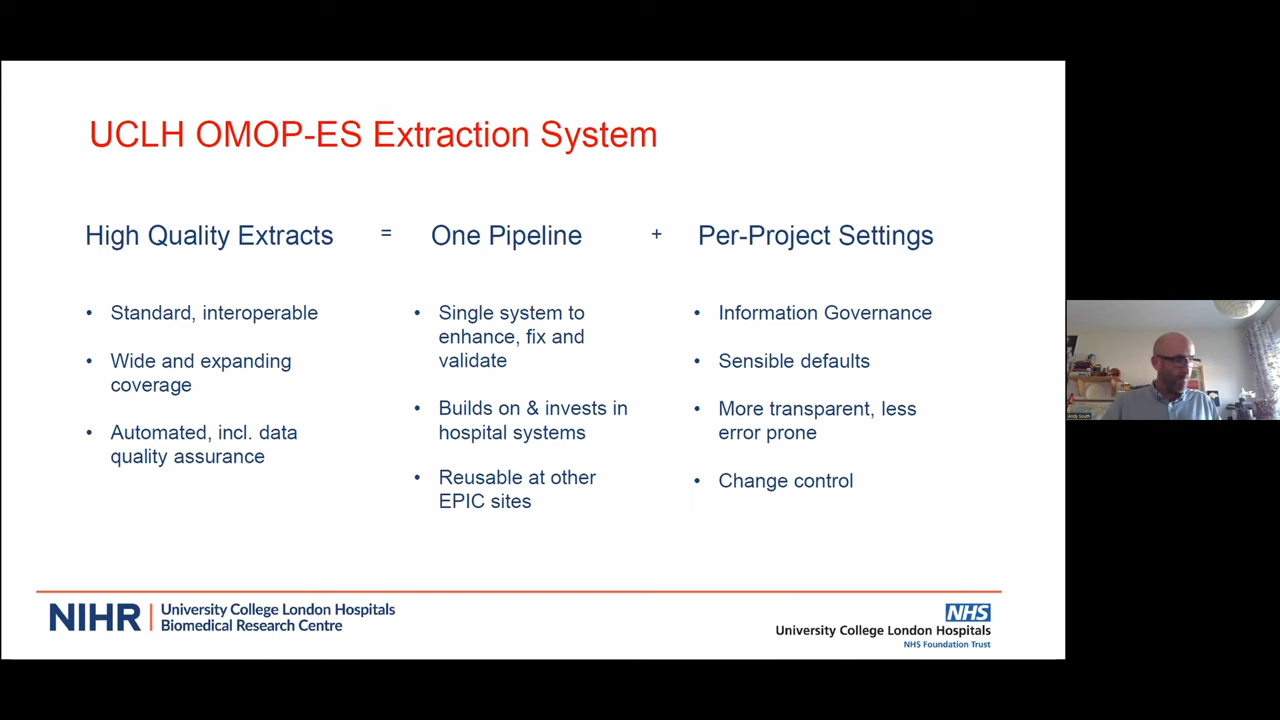 UCLH OMOP-ES Extraction System
High Quality Extracts = One Pipeline + Per-Project Settings
• Standard, interoperable
• Wide and expanding
coverage
• Automated, incl. data
quality assurance
• Single system to
enhance, fix and
validate
• Builds on & invests in
hospital systems
• Reusable at other
EPIC sites
• Information Governance
• Sensible defaults
• More transparent, less
error prone
• Change control
NIHR | University College London Hospitals
Biomedical Research Centre
NHS
University College London Hospitals
NHS Foundation Trust
Andy South